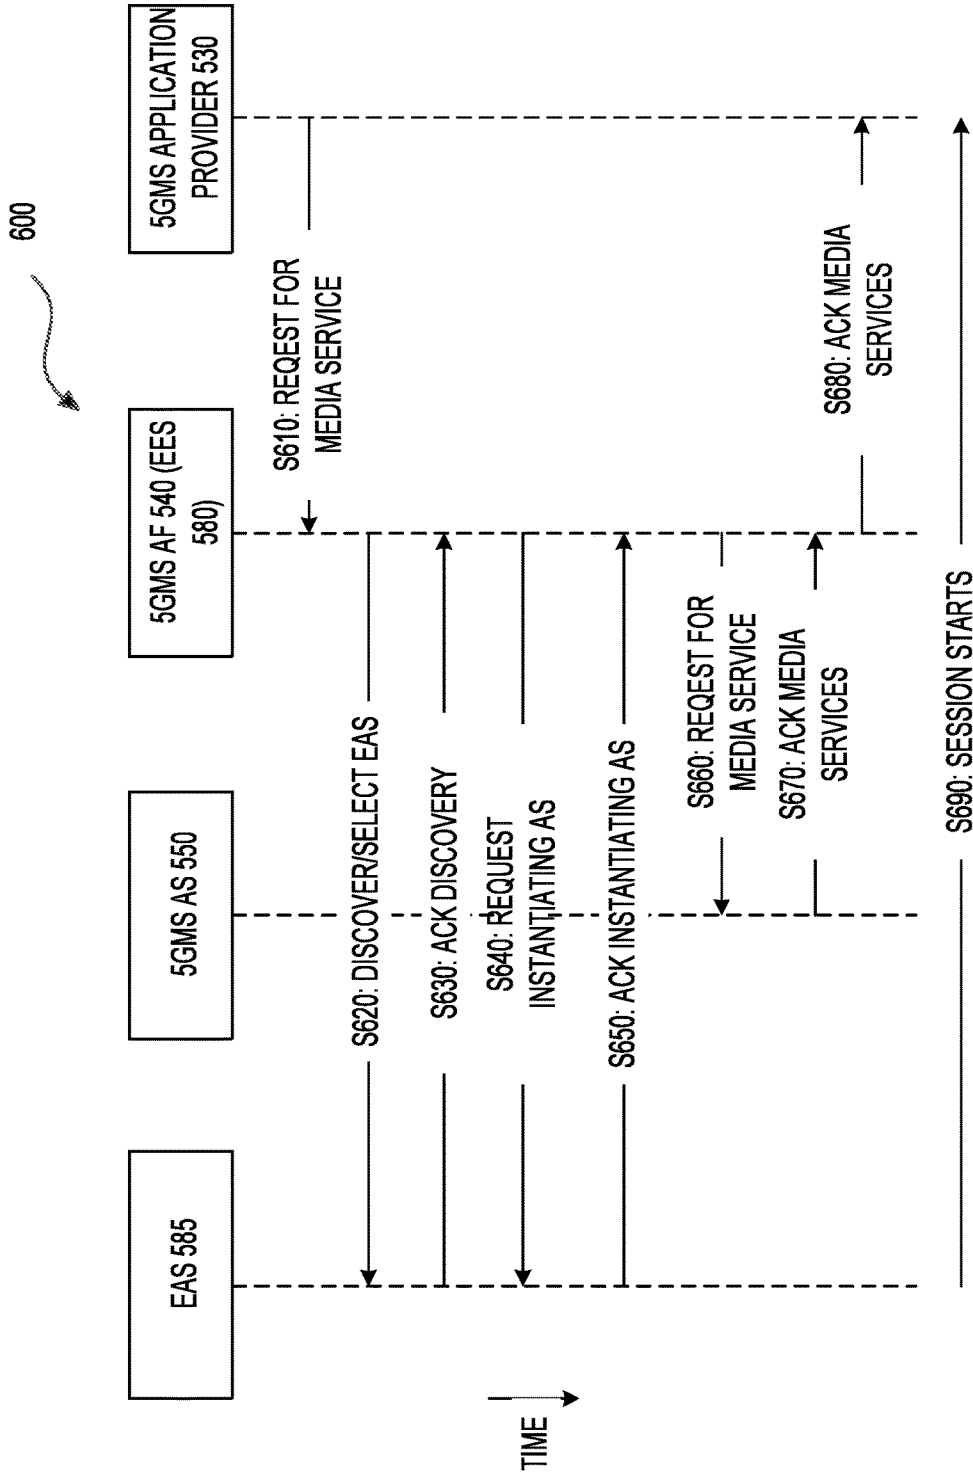 600
EAS 585
5GMS AS 550
5GMS AF 540 (EES
580)
5GMS APPLICATION
PROVIDER 530
S610: REQEST FOR
MEDIA SERVICE
S620: DISCOVER/SELECT EAS
S630: ACK DISCOVERY
S640: REQUEST
INSTANTIATING AS
S650: ACK INSTANTIATING AS
S660: REQEST FOR
MEDIA SERVICE
S670: ACK MEDIA
SERVICES
S680: ACK MEDIA
SERVICES
S690: SESSION STARTS
TIME